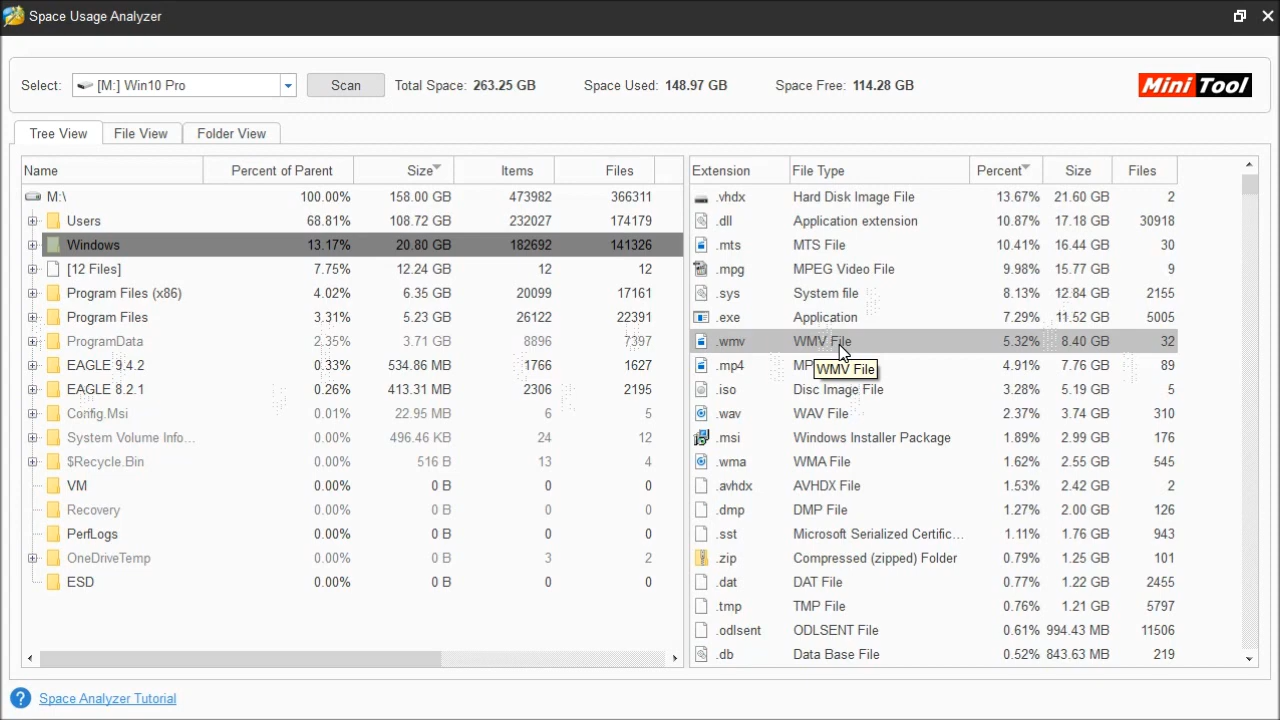 Space Usage Analyzer
Select: [M:] Win10 Pro Scan Total Space: 263.25 GB Space Used: 148.97 GB Space Free: 114.28 GB Mini Tool
Tree View File View Folder View
Name Percent of Parent Size Items Files
M:\ 100.00% 158.00 GB 473982 366311
Users 68.81% 108.72 GB 232027 174179
Windows 13.17% 20.80 GB 182692 141326
[12 Files] 7.75% 12.24 GB 12 12
Program Files (x86) 4.02% 6.35 GB 20099 17161
Program Files 3.31% 5.23 GB 26122 22391
ProgramData 2.35% 3.71 GB 8896 7397
EAGLE 9.4.2 0.33% 534.86 MB 1766 1627
EAGLE 8.2.1 0.26% 413.31 MB 2306 2195
Config.Msi 0.01% 22.95 MB 6 5
System Volume Info... 0.00% 496.46 KB 24 12
$Recycle.Bin 0.00% 516 B 13 4
VM 0.00% 0 B 0 0
Recovery 0.00% 0 B 0 0
PerfLogs 0.00% 0 B 0 0
OneDriveTemp 0.00% 0 B 3 2
ESD 0.00% 0 B 0 0
Extension File Type Percent Size Files
.vhdx Hard Disk Image File 13.67% 21.60 GB 2
.dll Application extension 10.87% 17.18 GB 30918
.mts MTS File 10.41% 16.44 GB 30
.mpg MPEG Video File 9.98% 15.77 GB 9
.sys System file 8.13% 12.84 GB 2155
.exe Application 7.29% 11.52 GB 5005
.wmv WMV File 5.32% 8.40 GB 32
.mp4 MP 4.91% 7.76 GB 89
WMV File
.iso Disc Image File 3.28% 5.19 GB 5
.wav WAV File 2.37% 3.74 GB 310
.msi Windows Installer Package 1.89% 2.99 GB 176
.wma WMA File 1.62% 2.55 GB 545
.avhdx AVHDX File 1.53% 2.42 GB 2
.dmp DMP File 1.27% 2.00 GB 126
.sst Microsoft Serialized Certific... 1.11% 1.76 GB 943
.zip Compressed (zipped) Folder 0.79% 1.25 GB 101
.dat DAT File 0.77% 1.22 GB 2455
.tmp TMP File 0.76% 1.21 GB 5797
.odlsent ODLSENT File 0.61% 994.43 MB 11506
.db Data Base File 0.52% 843.63 MB 219
Space Analyzer Tutorial